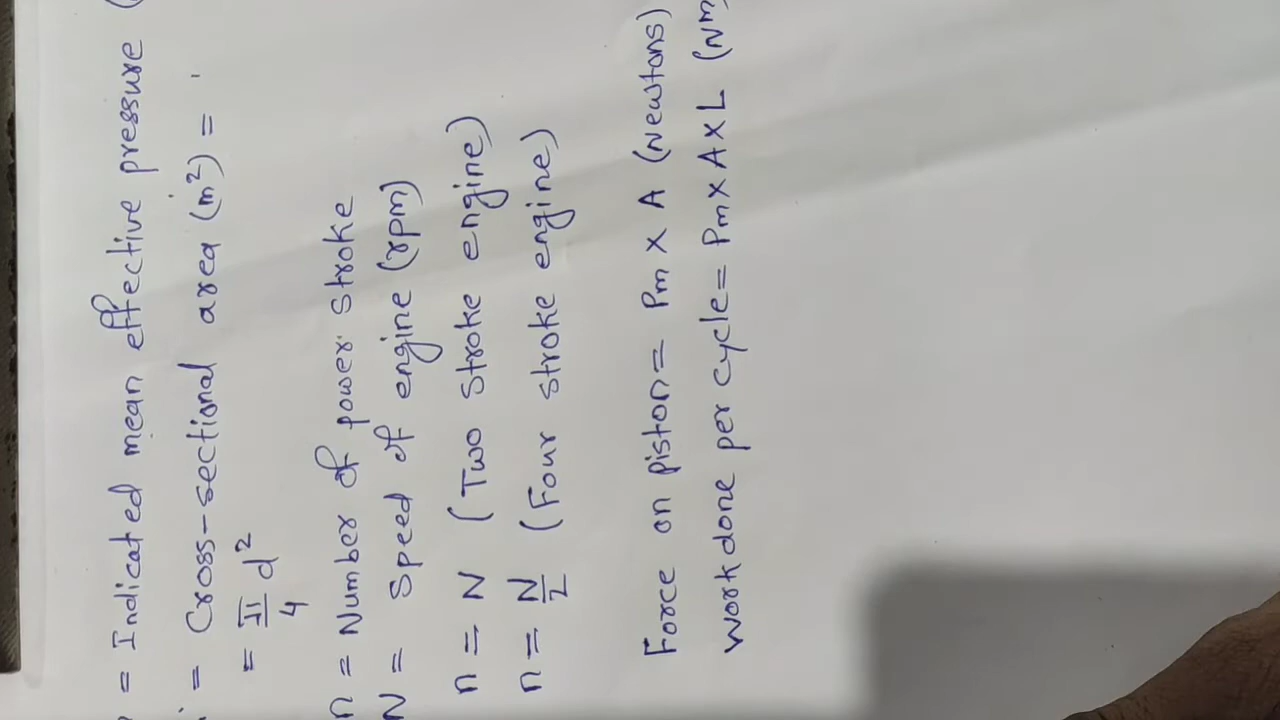 = Indicated mean effective pressure (
= Cross-sectional area (m²) =
= π/4 d²
n = Number of power stroke
N = Speed of engine (rpm)
n = N (Two stroke engine)
n = N/2 (Four stroke engine)
Force on piston = Pm X A (Newtons)
Work done per cycle = Pm X A X L (Nm